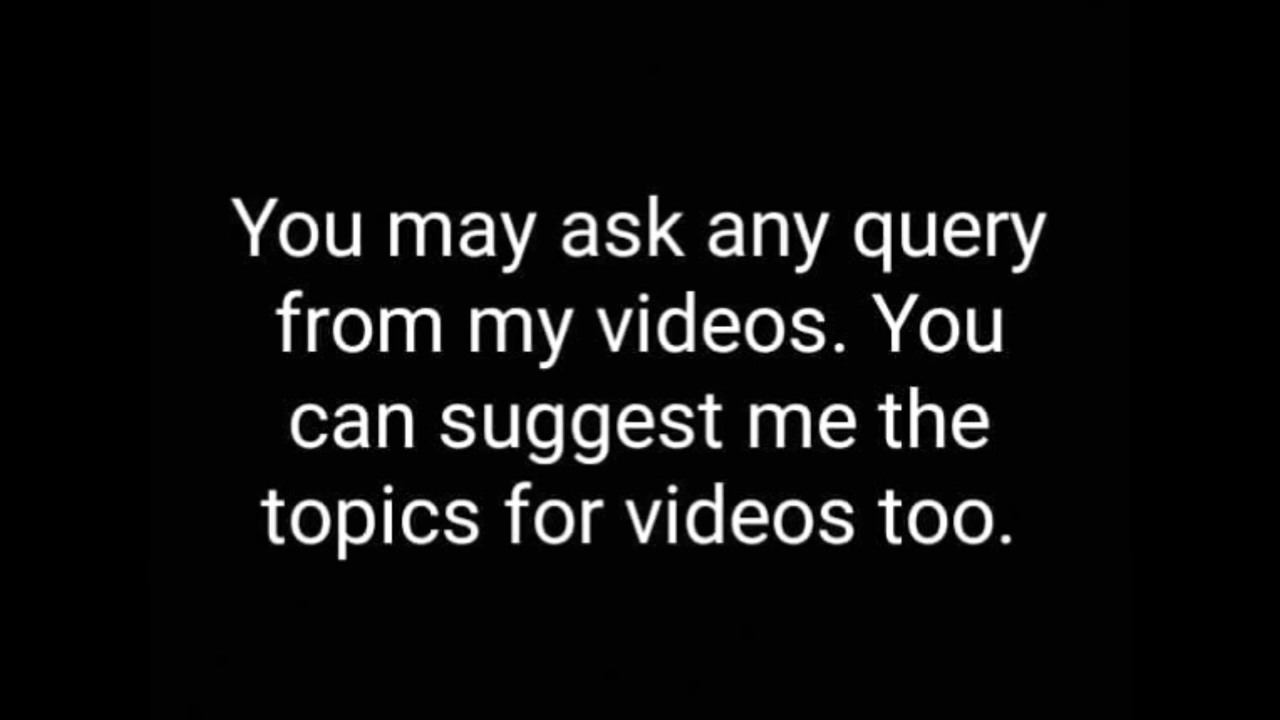 You may ask any query
from my videos. You
can suggest me the
topics for videos too.